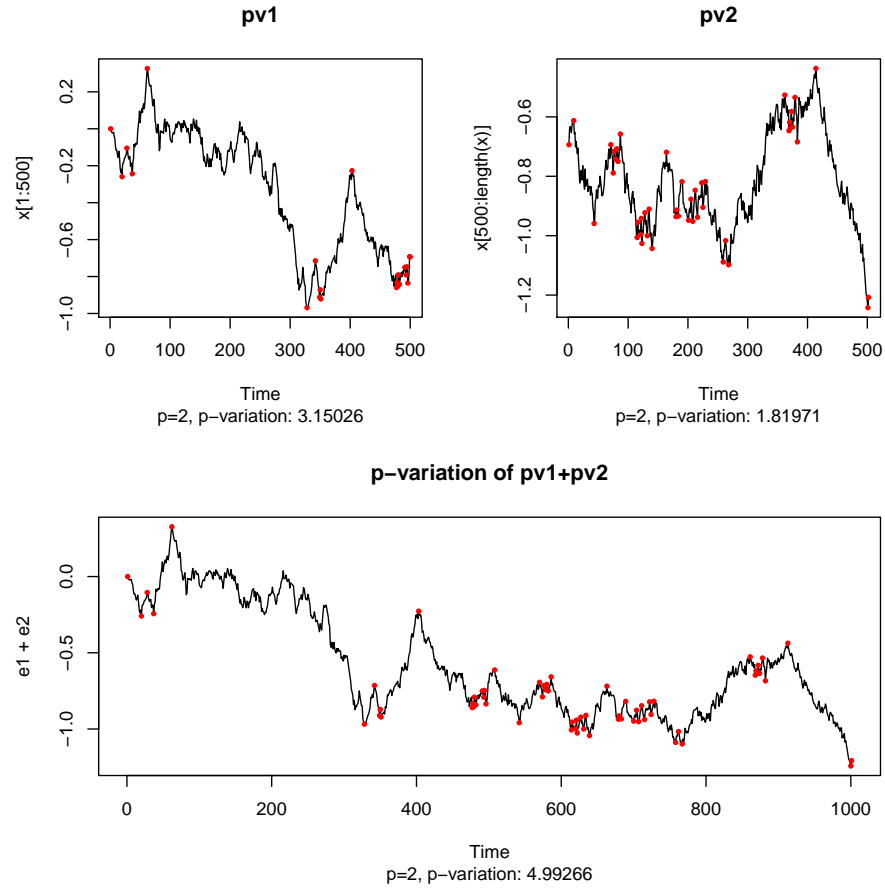 pv1
x[1:500]
0.2
−0.2
−0.6
−1.0
0 100 200 300 400 500
Time
p=2, p−variation: 3.15026
pv2
x[500:length(x)]
−0.6
−0.8
−1.0
−1.2
0 100 200 300 400 500
Time
p=2, p−variation: 1.81971
p−variation of pv1+pv2
e1 + e2
0.0
−0.5
−1.0
0 200 400 600 800 1000
Time
p=2, p−variation: 4.99266